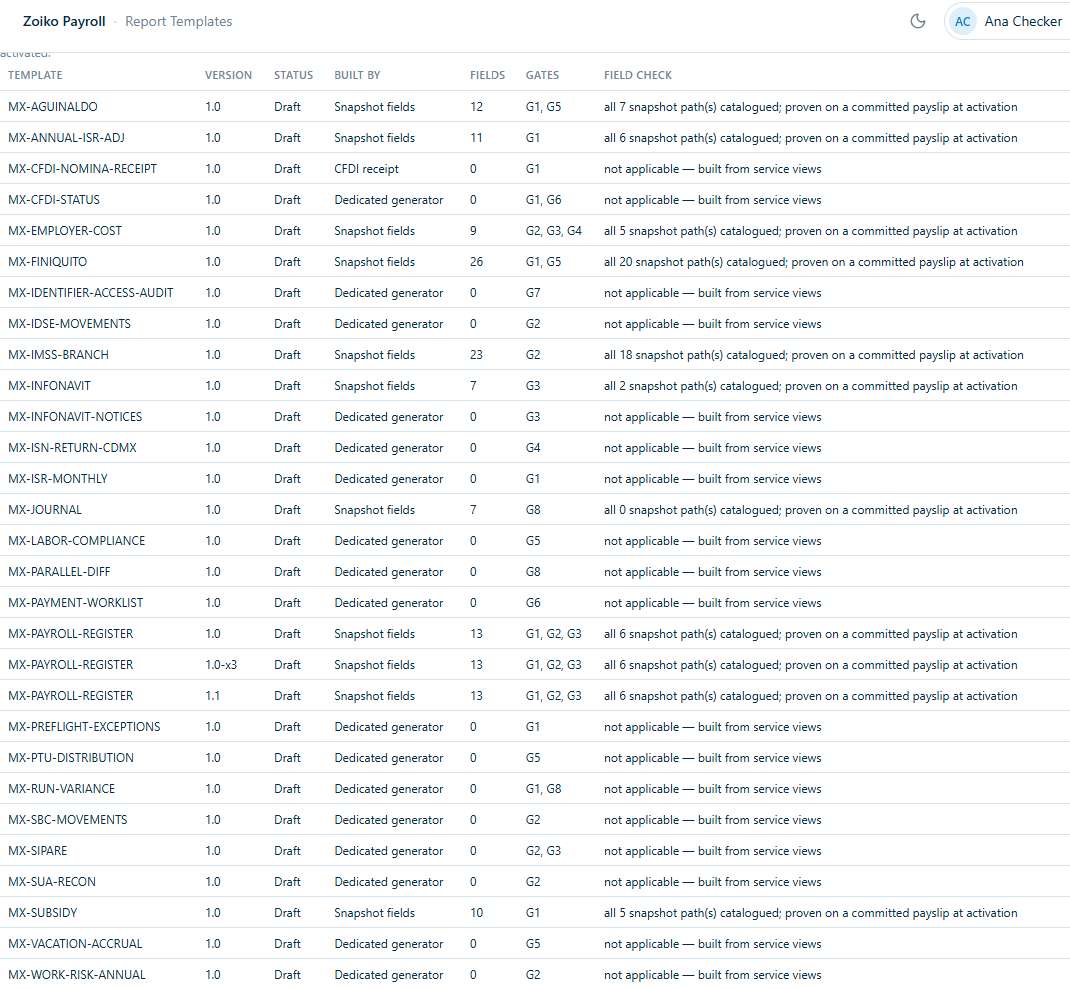 Zoiko Payroll · Report Templates
AC Ana Checker
activated.
TEMPLATE VERSION STATUS BUILT BY FIELDS GATES FIELD CHECK
MX-AGUINALDO 1.0 Draft Snapshot fields 12 G1, G5 all 7 snapshot path(s) catalogued; proven on a committed payslip at activation
MX-ANNUAL-ISR-ADJ 1.0 Draft Snapshot fields 11 G1 all 6 snapshot path(s) catalogued; proven on a committed payslip at activation
MX-CFDI-NOMINA-RECEIPT 1.0 Draft CFDI receipt 0 G1 not applicable — built from service views
MX-CFDI-STATUS 1.0 Draft Dedicated generator 0 G1, G6 not applicable — built from service views
MX-EMPLOYER-COST 1.0 Draft Snapshot fields 9 G2, G3, G4 all 5 snapshot path(s) catalogued; proven on a committed payslip at activation
MX-FINIQUITO 1.0 Draft Snapshot fields 26 G1, G5 all 20 snapshot path(s) catalogued; proven on a committed payslip at activation
MX-IDENTIFIER-ACCESS-AUDIT 1.0 Draft Dedicated generator 0 G7 not applicable — built from service views
MX-IDSE-MOVEMENTS 1.0 Draft Dedicated generator 0 G2 not applicable — built from service views
MX-IMSS-BRANCH 1.0 Draft Snapshot fields 23 G2 all 18 snapshot path(s) catalogued; proven on a committed payslip at activation
MX-INFONAVIT 1.0 Draft Snapshot fields 7 G3 all 2 snapshot path(s) catalogued; proven on a committed payslip at activation
MX-INFONAVIT-NOTICES 1.0 Draft Dedicated generator 0 G3 not applicable — built from service views
MX-ISN-RETURN-CDMX 1.0 Draft Dedicated generator 0 G4 not applicable — built from service views
MX-ISR-MONTHLY 1.0 Draft Dedicated generator 0 G1 not applicable — built from service views
MX-JOURNAL 1.0 Draft Snapshot fields 7 G8 all 0 snapshot path(s) catalogued; proven on a committed payslip at activation
MX-LABOR-COMPLIANCE 1.0 Draft Dedicated generator 0 G5 not applicable — built from service views
MX-PARALLEL-DIFF 1.0 Draft Dedicated generator 0 G8 not applicable — built from service views
MX-PAYMENT-WORKLIST 1.0 Draft Dedicated generator 0 G6 not applicable — built from service views
MX-PAYROLL-REGISTER 1.0 Draft Snapshot fields 13 G1, G2, G3 all 6 snapshot path(s) catalogued; proven on a committed payslip at activation
MX-PAYROLL-REGISTER 1.0-x3 Draft Snapshot fields 13 G1, G2, G3 all 6 snapshot path(s) catalogued; proven on a committed payslip at activation
MX-PAYROLL-REGISTER 1.1 Draft Snapshot fields 13 G1, G2, G3 all 6 snapshot path(s) catalogued; proven on a committed payslip at activation
MX-PREFLIGHT-EXCEPTIONS 1.0 Draft Dedicated generator 0 G1 not applicable — built from service views
MX-PTU-DISTRIBUTION 1.0 Draft Dedicated generator 0 G5 not applicable — built from service views
MX-RUN-VARIANCE 1.0 Draft Dedicated generator 0 G1, G8 not applicable — built from service views
MX-SBC-MOVEMENTS 1.0 Draft Dedicated generator 0 G2 not applicable — built from service views
MX-SIPARE 1.0 Draft Dedicated generator 0 G2, G3 not applicable — built from service views
MX-SUA-RECON 1.0 Draft Dedicated generator 0 G2 not applicable — built from service views
MX-SUBSIDY 1.0 Draft Snapshot fields 10 G1 all 5 snapshot path(s) catalogued; proven on a committed payslip at activation
MX-VACATION-ACCRUAL 1.0 Draft Dedicated generator 0 G5 not applicable — built from service views
MX-WORK-RISK-ANNUAL 1.0 Draft Dedicated generator 0 G2 not applicable — built from service views